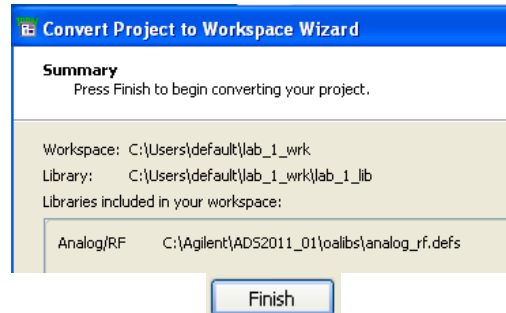 Convert Project to Workspace Wizard
Summary
Press Finish to begin converting your project.
Workspace: C:\Users\default\lab_1_wrk
Library: C:\Users\default\lab_1_wrk\lab_1_lib
Libraries included in your workspace:
Analog/RF C:\Agilent\ADS2011_01\oalibs\analog_rf.defs
Finish